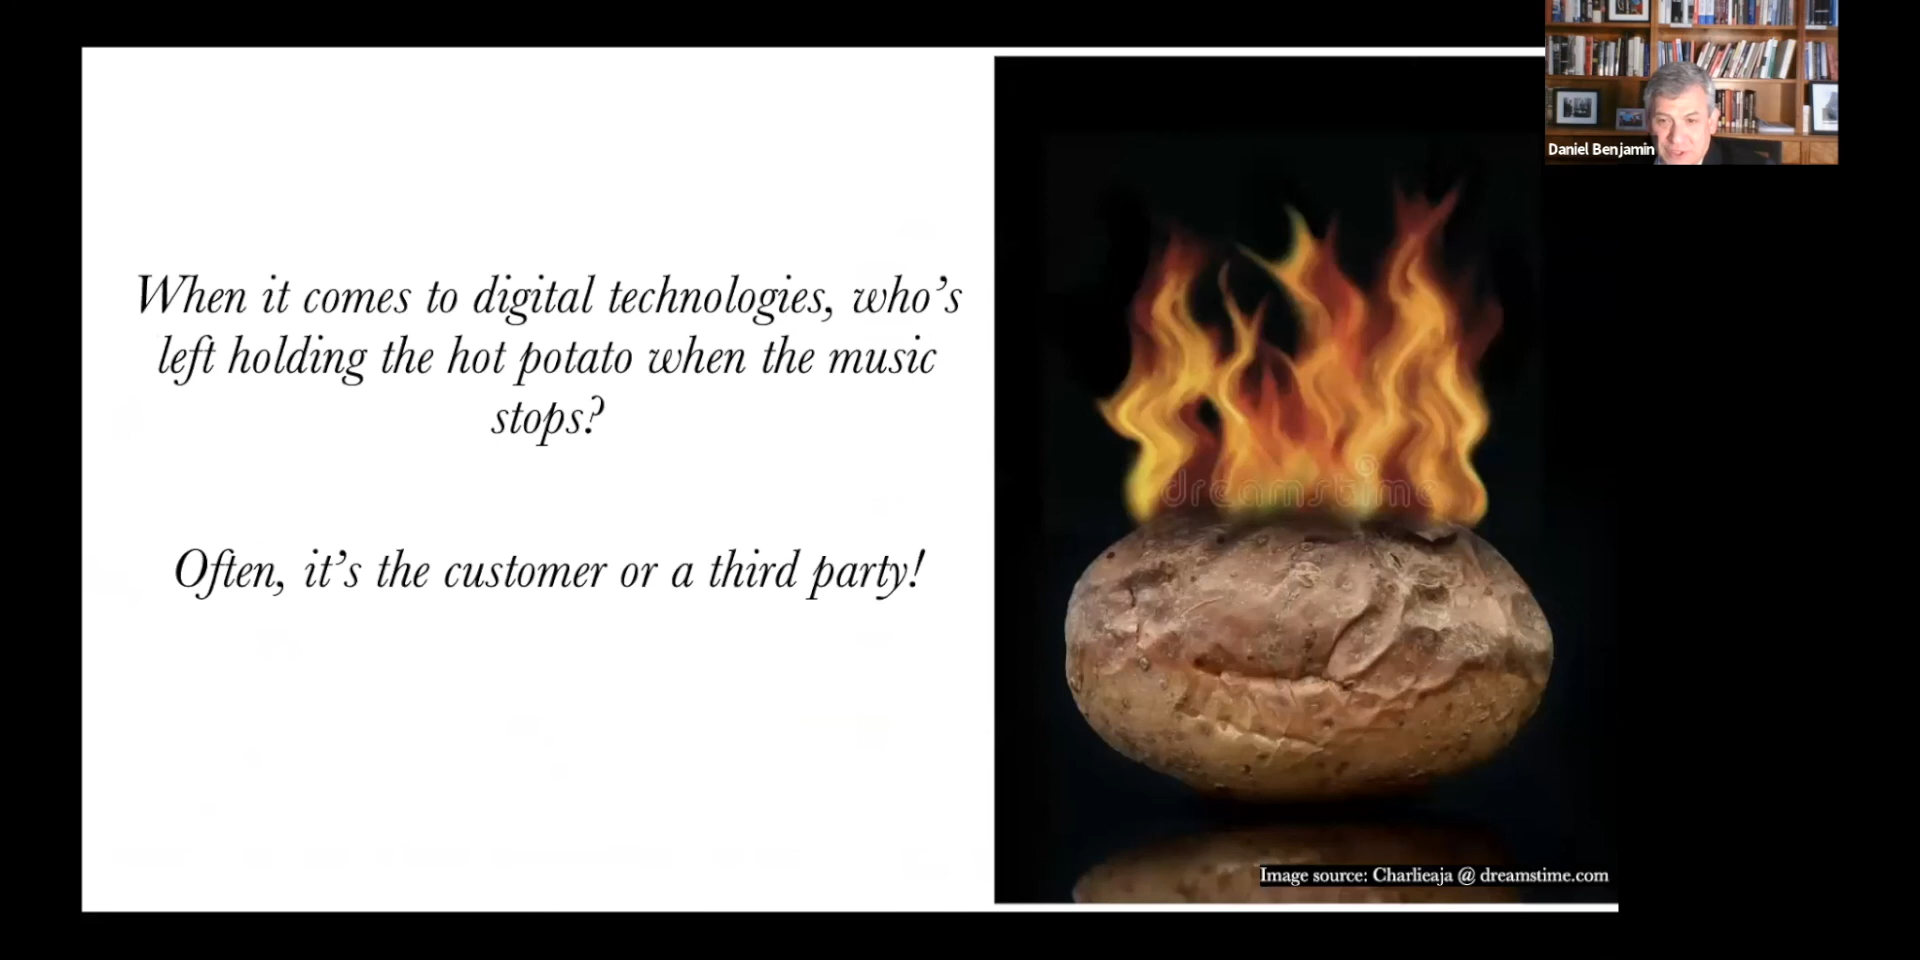 Daniel Benjamin
When it comes to digital technologies, who’s
left holding the hot potato when the music
stops?
Often, it’s the customer or a third party!
dreamstime
Image source: Charlieaja @ dreamstime.com